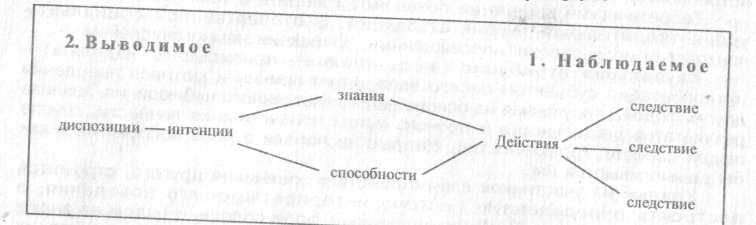 2. Выводимое
1. Наблюдаемое
знания
следствие
диспозиции — интенции
Действия
следствие
способности
следствие